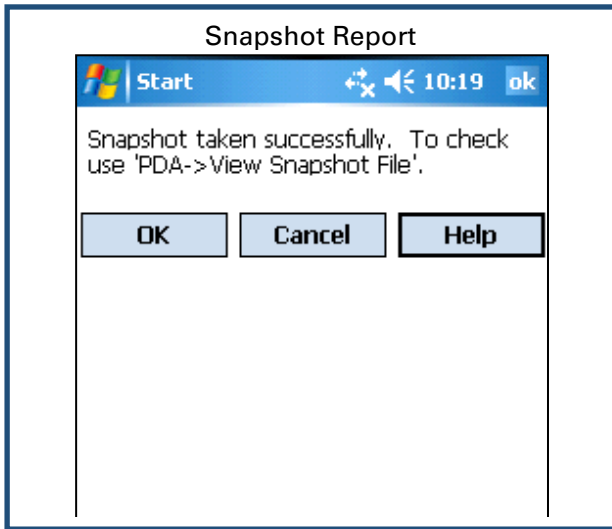 Snapshot Report
Start 10:19 ok
Snapshot taken successfully. To check
use 'PDA->View Snapshot File'.
OK Cancel Help